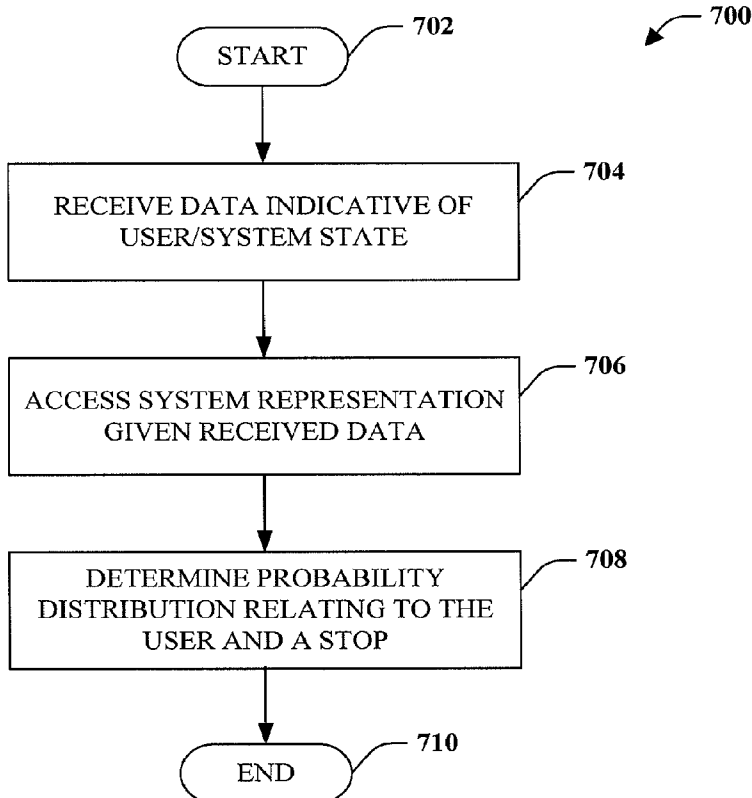 700
702
START
704
RECEIVE DATA INDICATIVE OF
USER/SYSTEM STATE
706
ACCESS SYSTEM REPRESENTATION
GIVEN RECEIVED DATA
708
DETERMINE PROBABILITY
DISTRIBUTION RELATING TO THE
USER AND A STOP
710
END